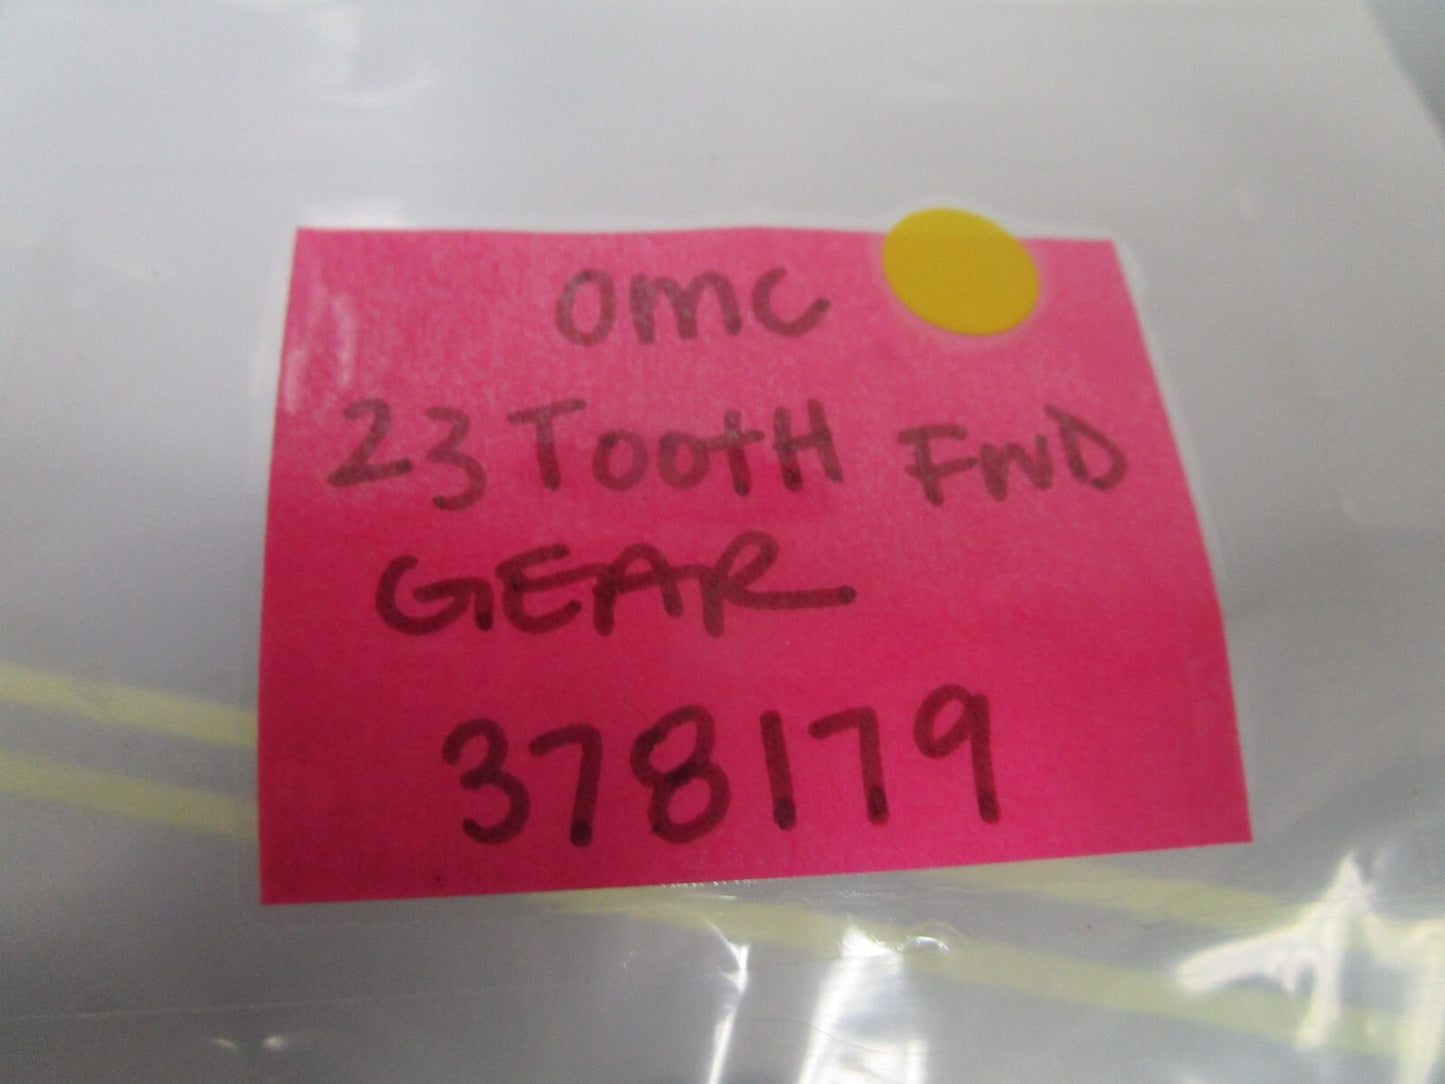 OMC
23 TOOTH FWD
GEAR
378179